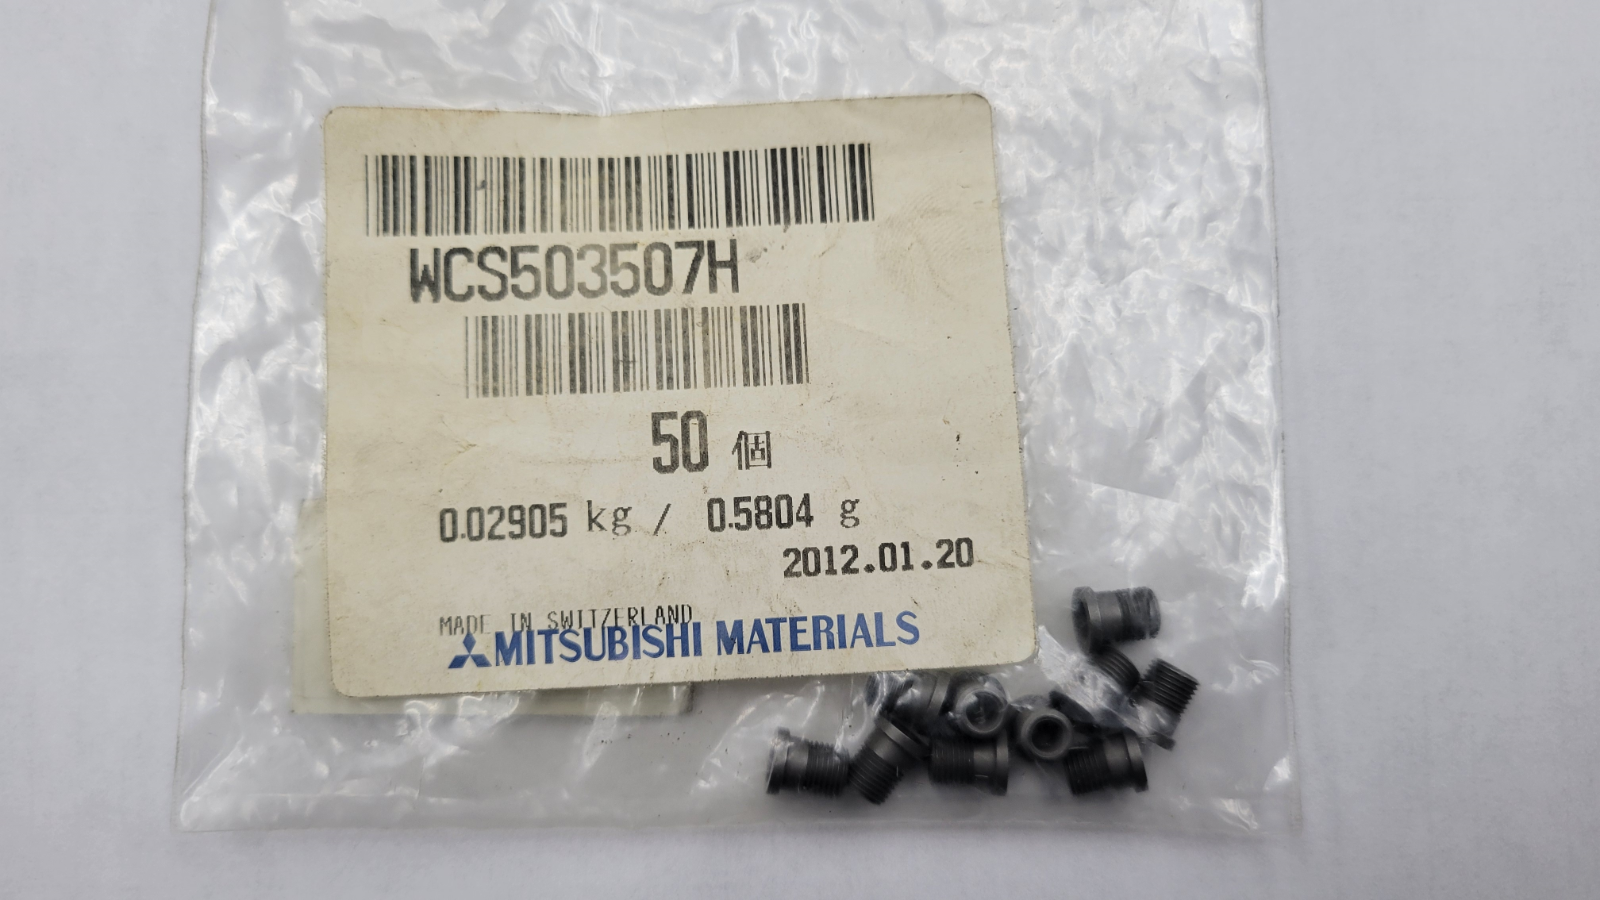 WCS503507H
50 個
0.02905 kg / 0.5804 g
2012.01.20
MADE IN SWITZERLAND
MITSUBISHI MATERIALS